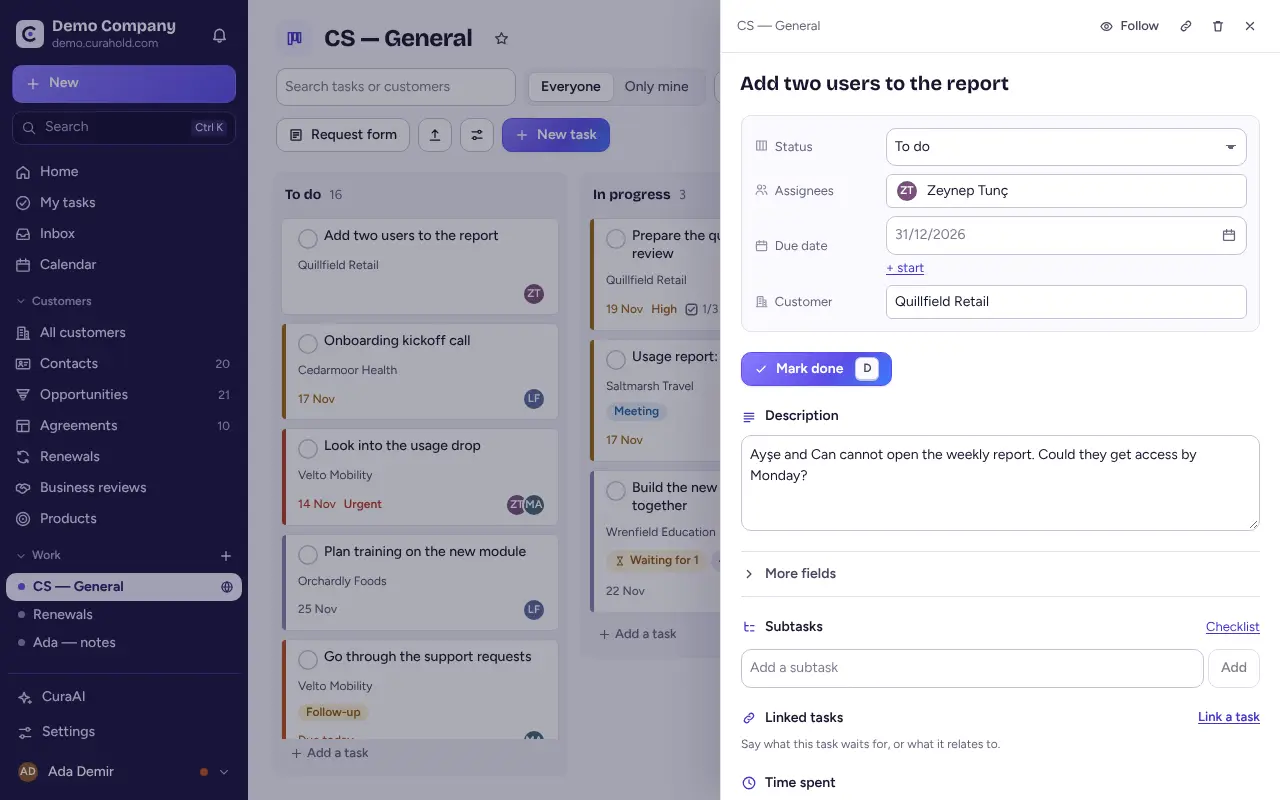 Demo Company
demo.curahold.com
New
Search
Ctrl K
Home
My tasks
Inbox
Calendar
Customers
All customers
Contacts 20
Opportunities 21
Agreements 10
Renewals
Business reviews
Products
Work
CS — General
Renewals
Ada — notes
CuraAI
Settings
AD Ada Demir
CS — General
Search tasks or customers
Everyone
Only mine
Request form
New task
To do 16
Add two users to the report
Quillfield Retail
ZT
Onboarding kickoff call
Cedarmoor Health
17 Nov
LF
Look into the usage drop
Velto Mobility
14 Nov Urgent
ZT MA
Plan training on the new module
Orchardly Foods
25 Nov
LF
Go through the support requests
Velto Mobility
Follow-up
Due today
MA
Add a task
In progress 3
Prepare the qu
review
Quillfield Retail
19 Nov High 1/3
Usage report:
Saltmarsh Travel
Meeting
17 Nov
Build the new
together
Wrenfield Education
Waiting for 1
22 Nov
Add a task
CS — General
Follow
Add two users to the report
Status
To do
Assignees
ZT Zeynep Tunç
Due date
31/12/2026
+ start
Customer
Quillfield Retail
Mark done D
Description
Ayşe and Can cannot open the weekly report. Could they get access by
Monday?
More fields
Subtasks
Checklist
Add a subtask
Add
Linked tasks
Link a task
Say what this task waits for, or what it relates to.
Time spent